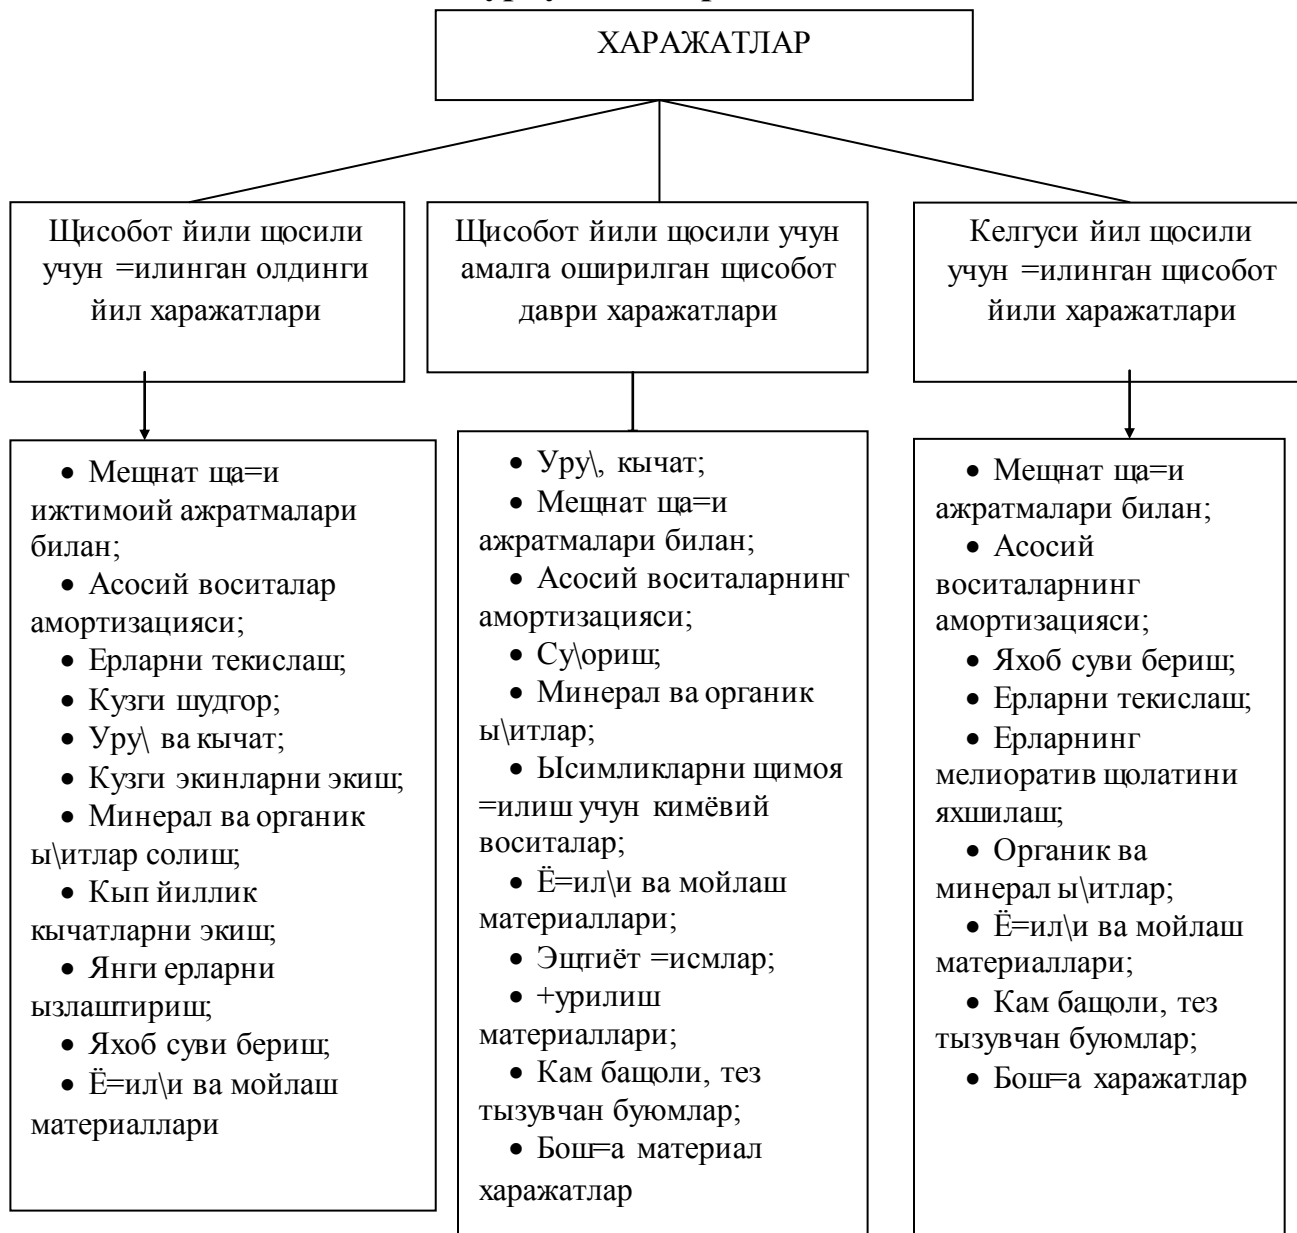 ХАРАЖАТЛАР
Щисобот йили щосили
учун =илинган олдинги
йил харажатлари
Щисобот йили щосили учун
амалга оширилган щисобот
даври харажатлари
Келгуси йил щосили
учун =илинган щисобот
йили харажатлари
• Мещнат ща=и
ижтимоий ажратмалари
билан;
• Асосий воситалар
амортизацияси;
• Ерларни текислаш;
• Кузги шудгор;
• Уру\ ва кычат;
• Кузги экинларни экиш;
• Минерал ва органик
ы\итлар солиш;
• Кып йиллик
кычатларни экиш;
• Янги ерларни
ызлаштириш;
• Яхоб суви бериш;
• Ё=ил\и ва мойлаш
материаллари
• Уру\, кычат;
• Мещнат ща=и
ажратмалари билан;
• Асосий воситаларнинг
амортизацияси;
• Су\ориш;
• Минерал ва органик
ы\итлар;
• Ысимликларни щимоя
=илиш учун кимёвий
воситалар;
• Ё=ил\и ва мойлаш
материаллари;
• Эщтиёт =исмлар;
• +урилиш
материаллари;
• Кам бащоли, тез
тызувчан буюмлар;
• Бош=а материал
харажатлар
• Мещнат ща=и
ажратмалари билан;
• Асосий
воситаларнинг
амортизацияси;
• Яхоб суви бериш;
• Ерларни текислаш;
• Ерларнинг
мелиоратив щолатини
яхшилаш;
• Органик ва
минерал ы\итлар;
• Ё=ил\и ва мойлаш
материаллари;
• Кам бащоли, тез
тызувчан буюмлар;
• Бош=а харажатлар